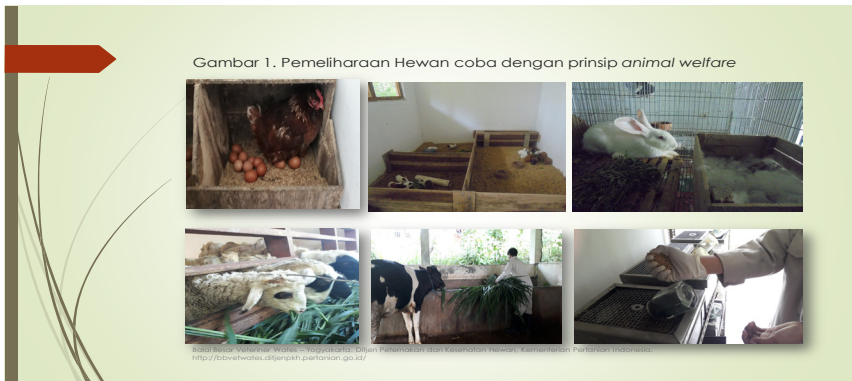 Gambar 1. Pemeliharaan Hewan coba dengan prinsip animal welfare
Balai Besar Veteriner Wates – Yogyakarta, Ditjen Peternakan dan Kesehatan Hewan, Kementerian Pertanian Indonesia.
http://bbvetwates.ditjenpkh.pertanian.go.id/